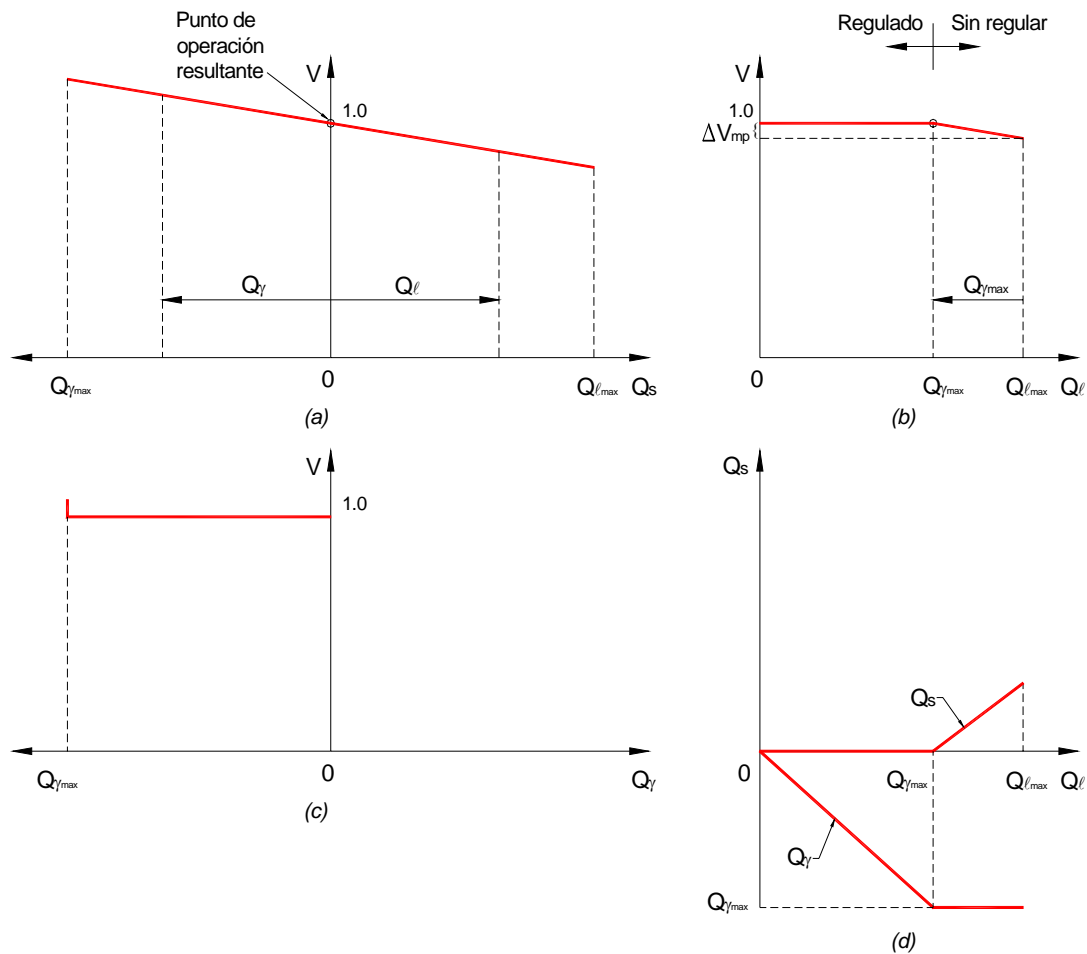 Punto de
operación
resultante
V
1.0
Qγ
Qℓ
Qγmax
0
Qℓmax
Qs
(a)
Regulado
Sin regular
V
1.0
ΔVmp{
Qγmax
0
Qγmax
Qℓmax
Qℓ
(b)
V
1.0
Qγmax
0
Qγ
(c)
Qs
Qs
0
Qγmax
Qℓmax
Qℓ
Qγ
Qγmax
(d)